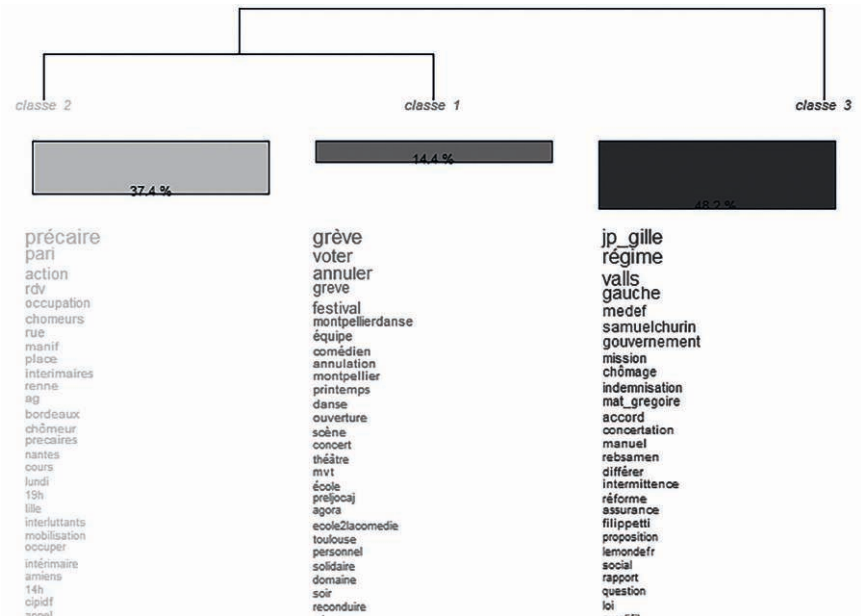 classe 2
classe 1
classe 3
37.4 %
14.4 %
48.2 %
précaire
pari
action
rdv
occupation
chomeurs
rue
manif
place
interimaires
renne
ag
bordeaux
chômeur
precaires
nantes
cours
lundi
19h
lille
interluttants
mobilisation
occuper
intérimaire
amiens
14h
cipidf
appel
grève
voter
annuler
greve
festival
montpellierdanse
équipe
comédien
annulation
montpellier
printemps
danse
ouverture
scène
concert
théâtre
mvt
école
preljocaj
agora
ecole2lacomedie
toulouse
personnel
solidaire
domaine
soir
reconduire
jp_gille
régime
valls
gauche
medef
samuelchurin
gouvernement
mission
chômage
indemnisation
mat_gregoire
accord
concertation
manuel
rebsamen
différer
intermittence
réforme
assurance
filippetti
proposition
lemondefr
social
rapport
question
loi